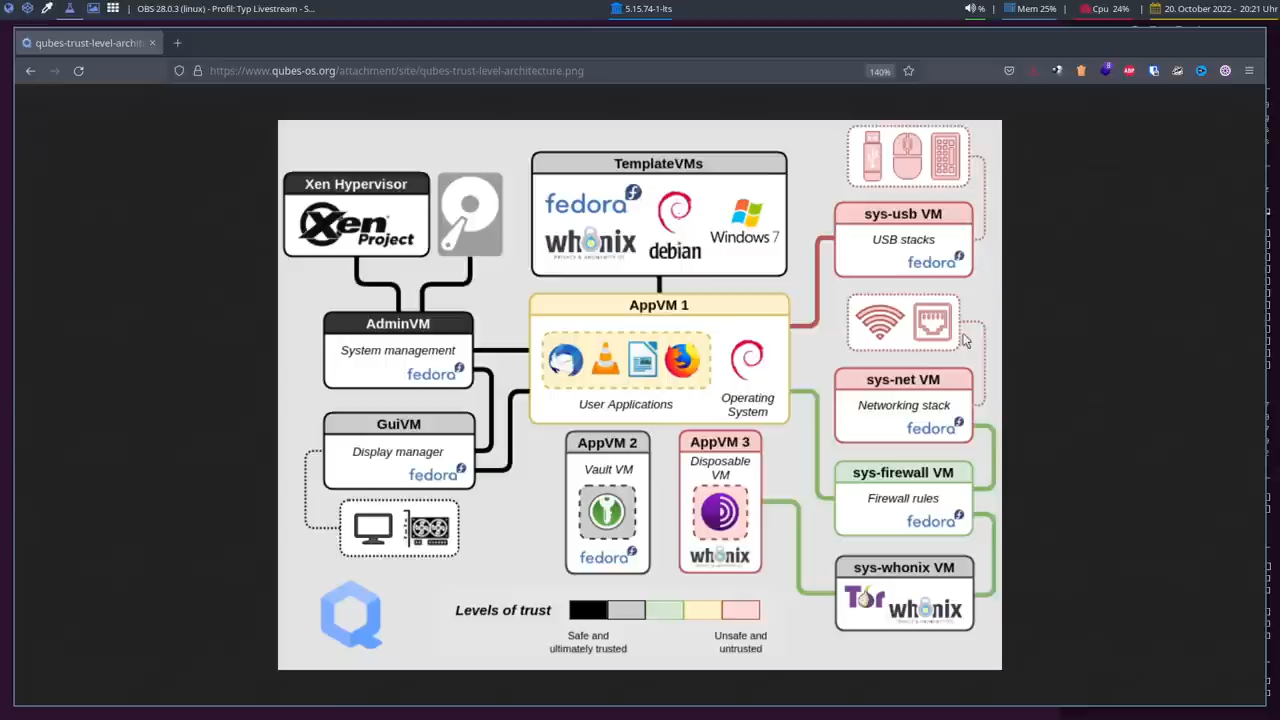 OBS 28.0.3 (linux) - Profil: Typ Livestream - S...
5.15.74-1-lts
%
Mem 25%
Cpu 24%
20. October 2022 - 20:21 Uhr
qubes-trust-level-archit
https://www.qubes-os.org/attachment/site/qubes-trust-level-architecture.png
140%
ABP
Xen Hypervisor
Xen
Project
TemplateVMs
fedora
whonix
debian
Windows 7
sys-usb VM
USB stacks
fedora
AdminVM
System management
fedora
AppVM 1
User Applications
Operating
System
sys-net VM
Networking stack
fedora
GuiVM
Display manager
fedora
AppVM 2
Vault VM
fedora
AppVM 3
Disposable
VM
whonix
sys-firewall VM
Firewall rules
fedora
sys-whonix VM
Tor
whonix
Levels of trust
Safe and
ultimately trusted
Unsafe and
untrusted